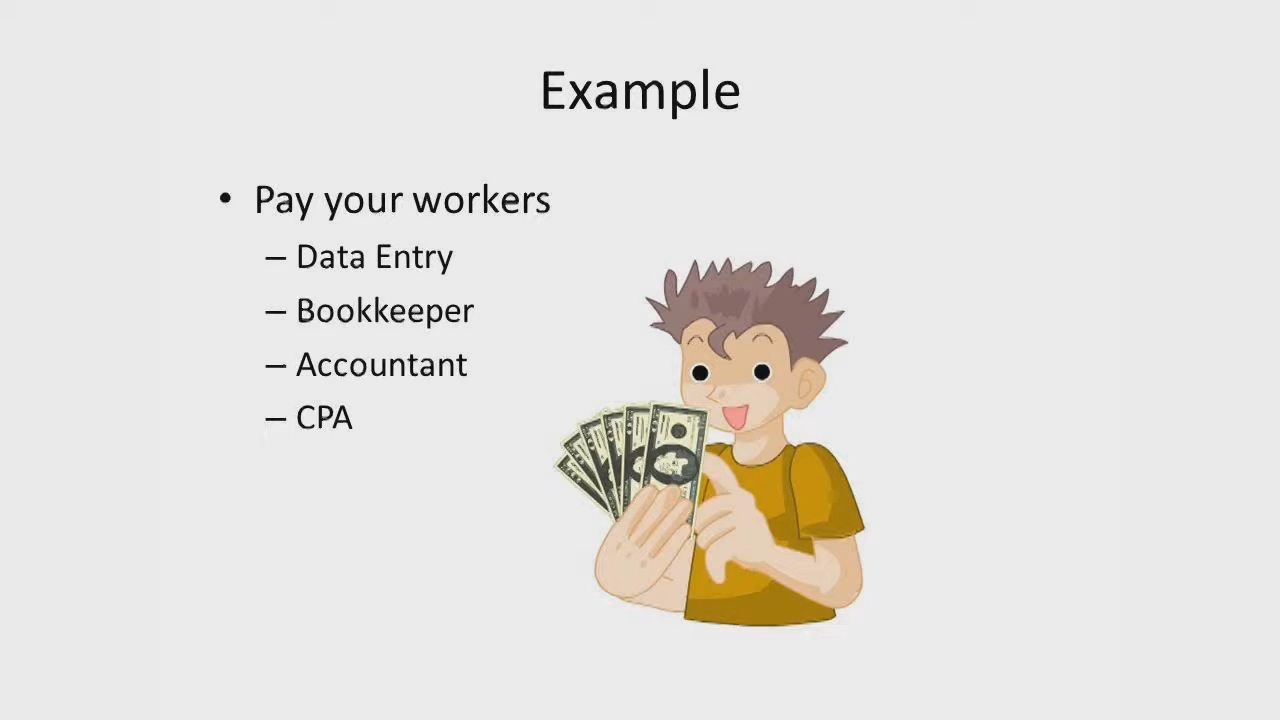 Example
• Pay your workers
– Data Entry
– Bookkeeper
– Accountant
– CPA